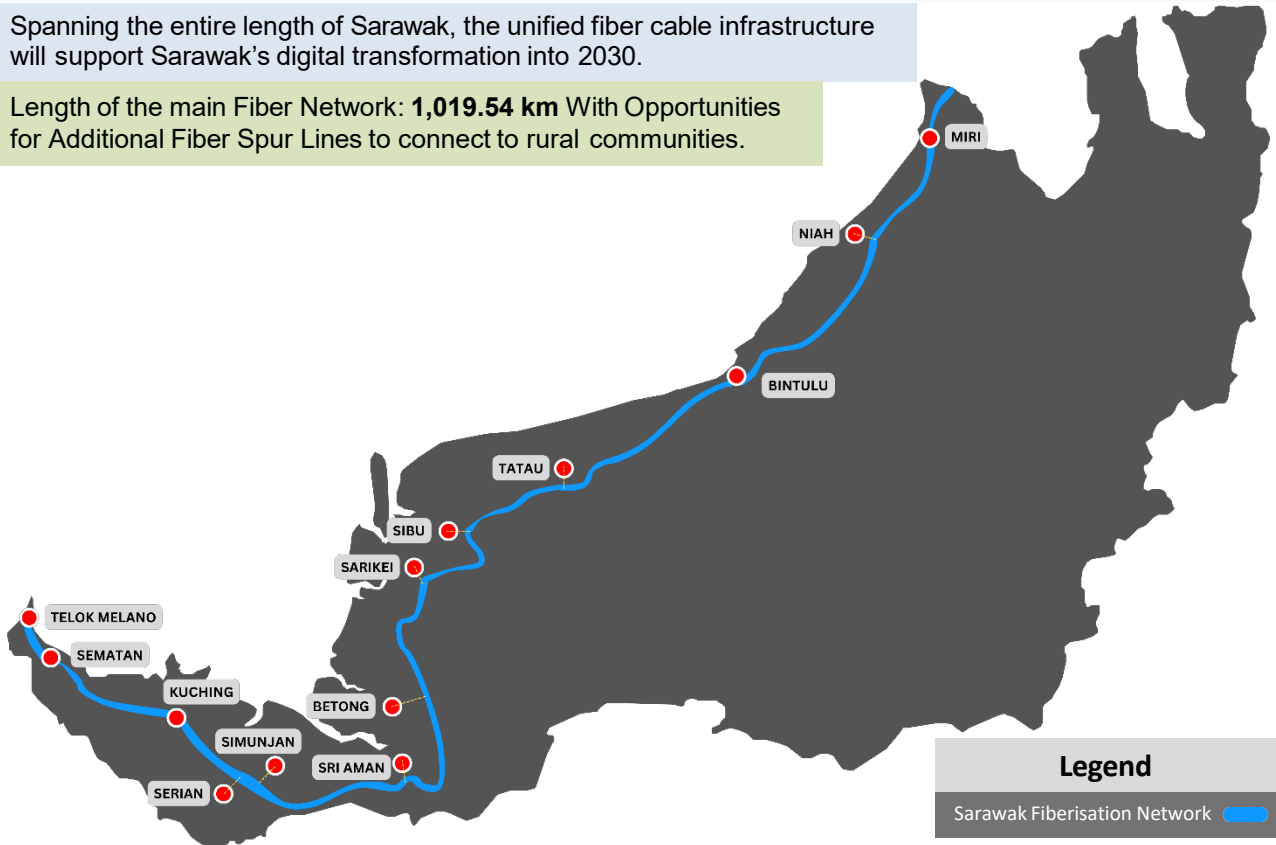 Spanning the entire length of Sarawak, the unified fiber cable infrastructure
will support Sarawak's digital transformation into 2030.
Length of the main Fiber Network: 1,019.54 km With Opportunities
for Additional Fiber Spur Lines to connect to rural communities.
MIRI
NIAH
BINTULU
TATAU
SIBU
SARIKEI
TELOK MELANO
SEMATAN
KUCHING
BETONG
SIMUNJAN
SRI AMAN
SERIAN
Legend
Sarawak Fiberisation Network